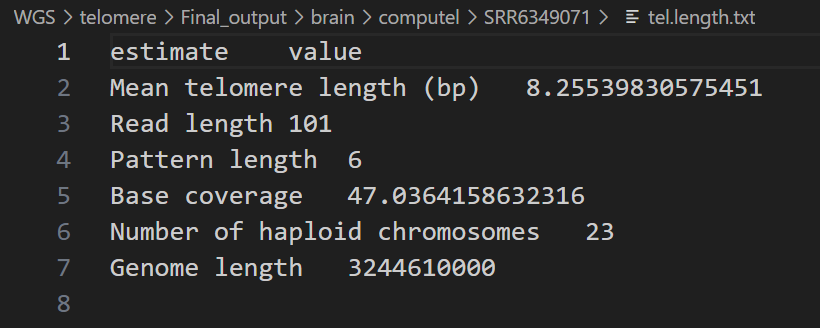 WGS > telomere > Final_output > brain > computel > SRR6349071 > tel.length.txt
1 estimate value
2 Mean telomere length (bp) 8.25539830575451
3 Read length 101
4 Pattern length 6
5 Base coverage 47.0364158632316
6 Number of haploid chromosomes 23
7 Genome length 3244610000
8